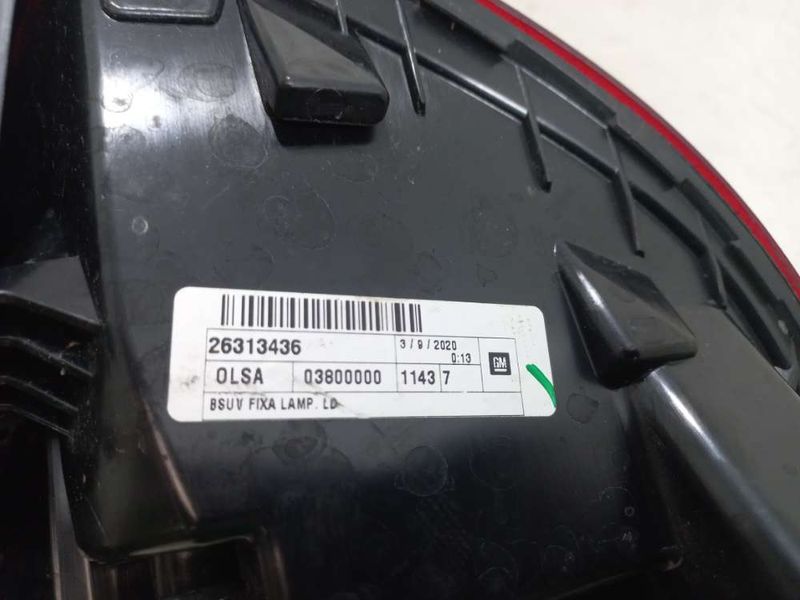 26313436
3/9/2020
0:13
OLSA 03800000 1143 7 GM
BSUV FIXA LAMP. LD